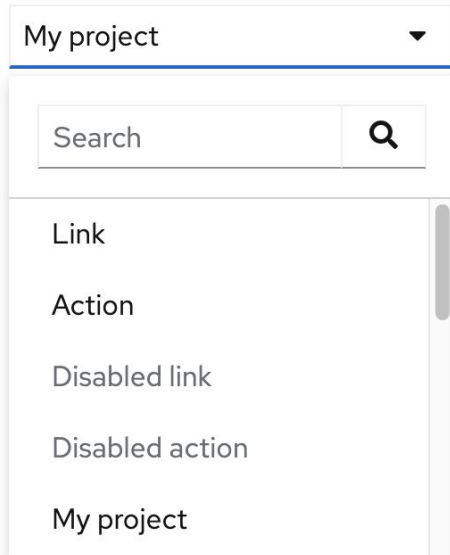 My project
Search
Link
Action
Disabled link
Disabled action
My project